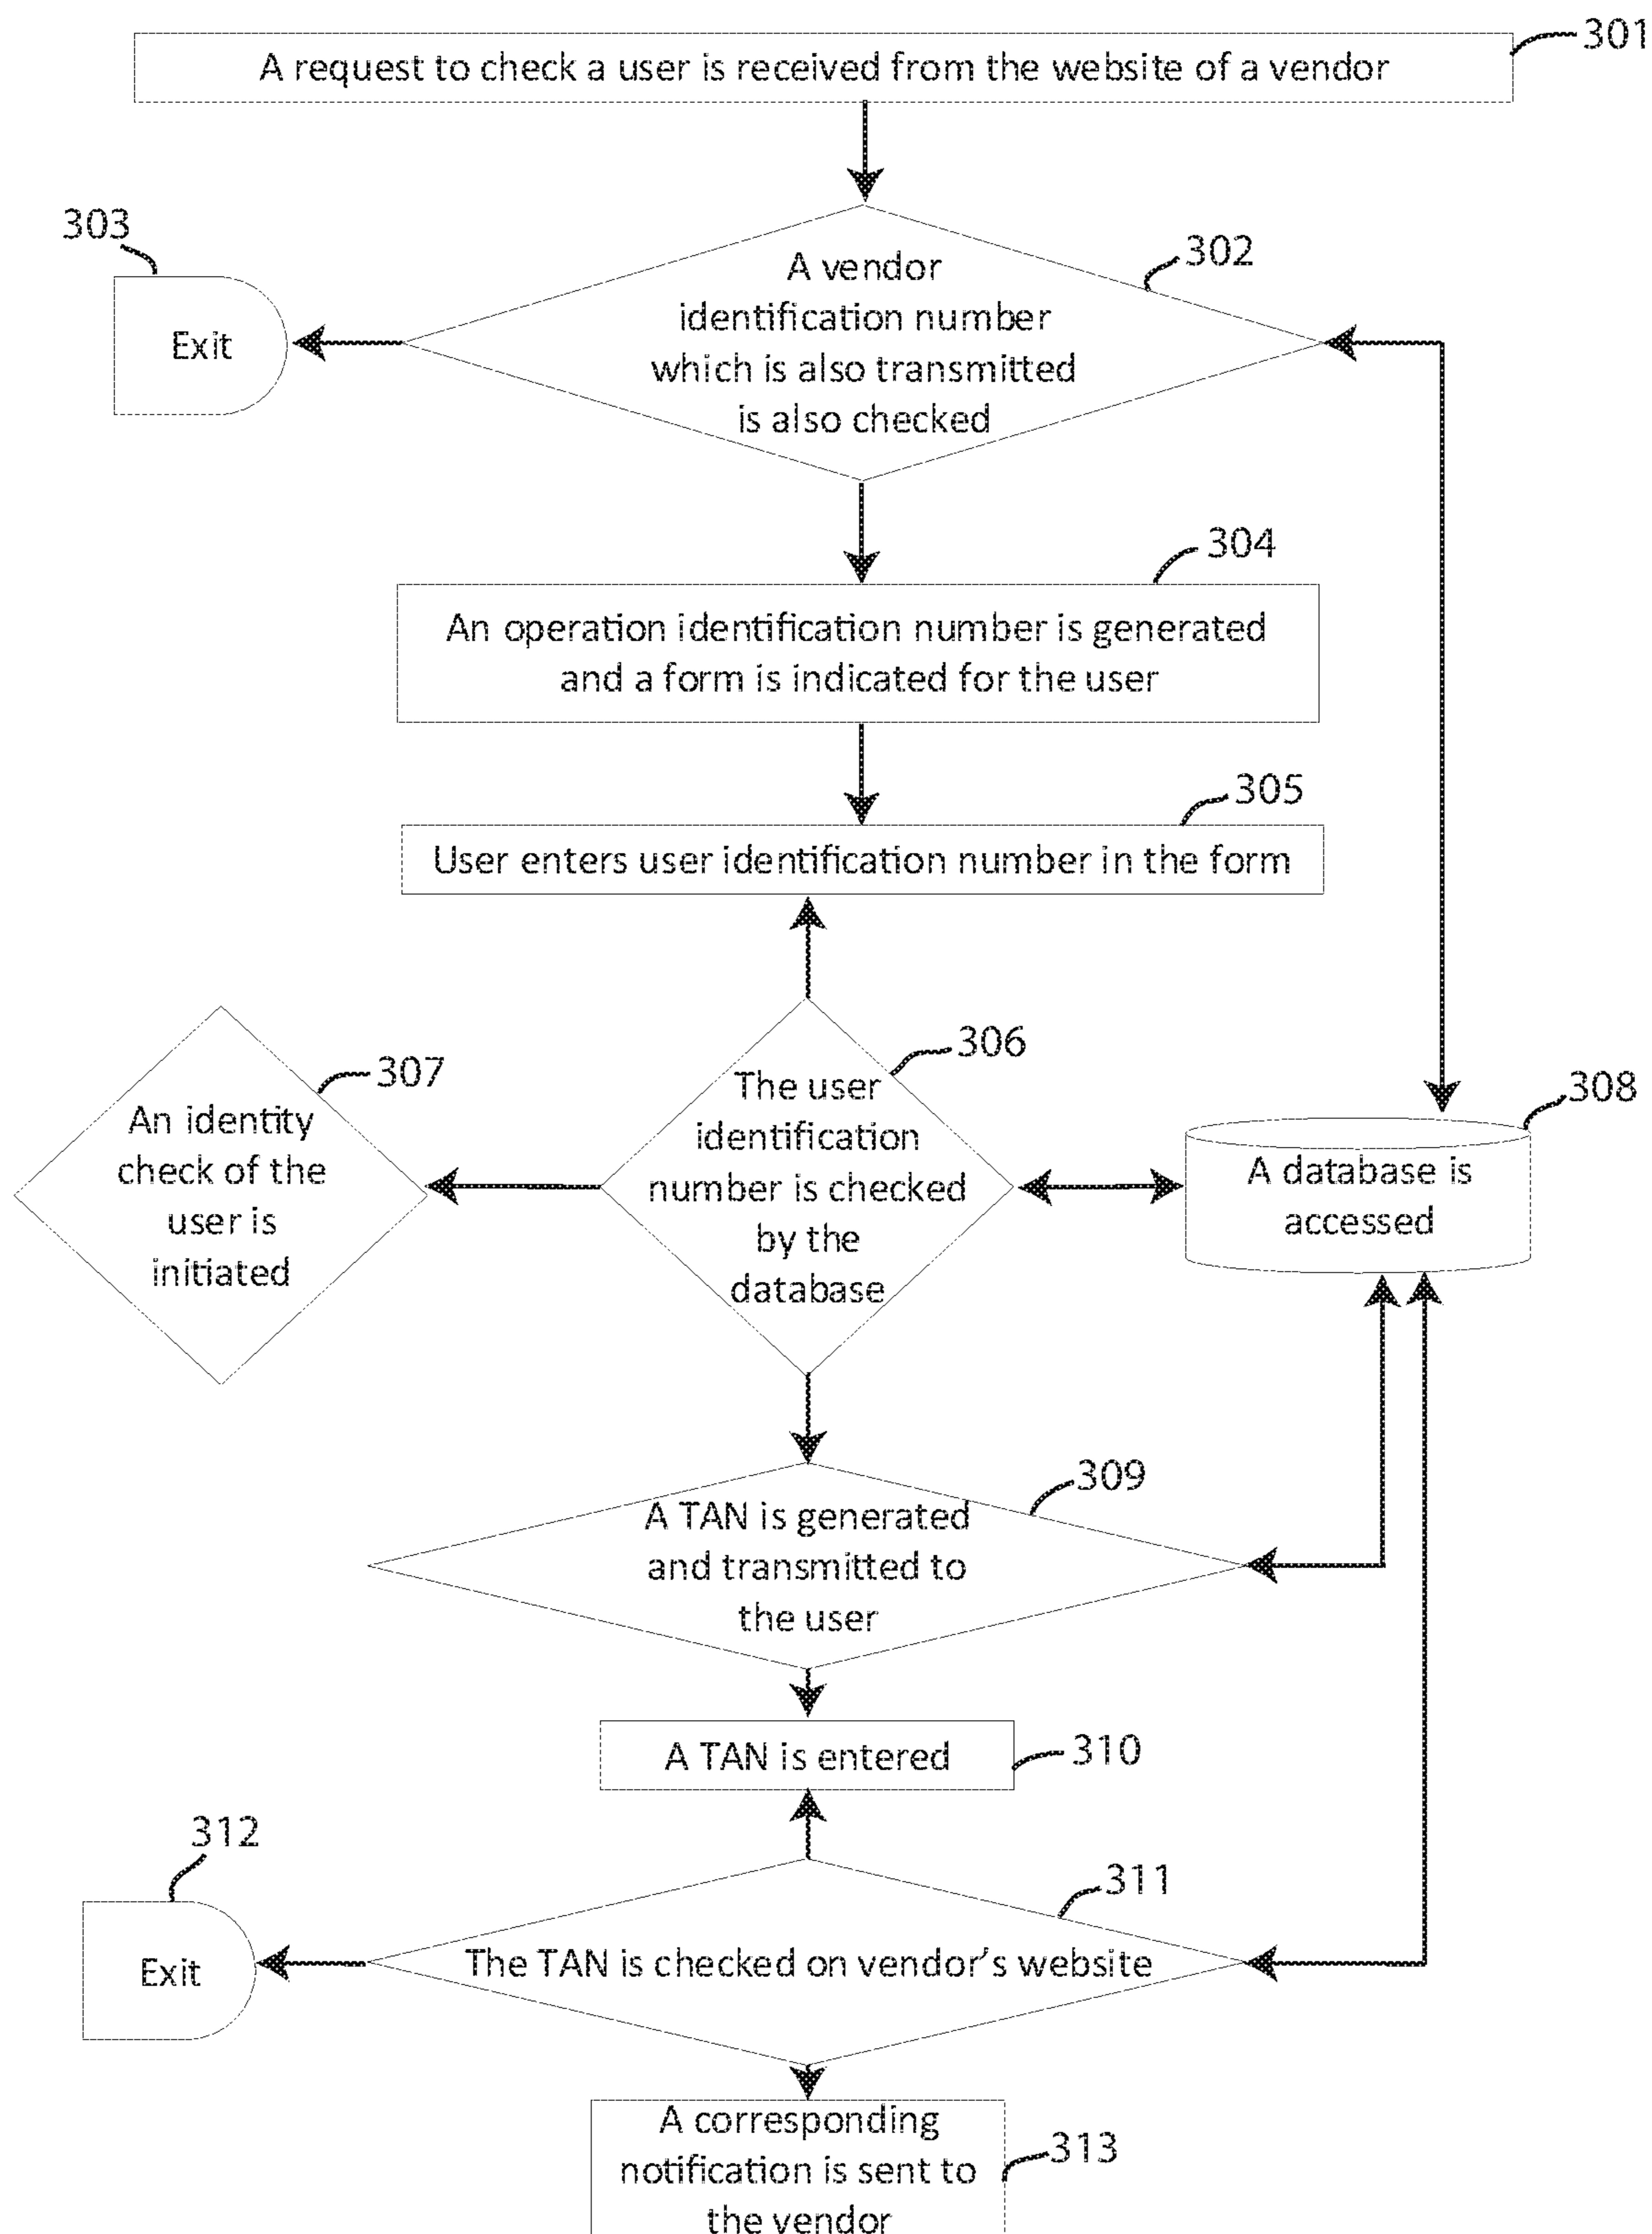 301
A request to check a user is received from the website of a vendor
303
302
Exit
A vendor
identification number
which is also transmitted
is also checked
304
An operation identification number is generated
and a form is indicated for the user
305
User enters user identification number in the form
306
307
308
An identity
check of the
user is
initiated
The user
identification
number is checked
by the
database
A database is
accessed
309
A TAN is generated
and transmitted to
the user
A TAN is entered
310
312
311
Exit
The TAN is checked on vendor's website
A corresponding
notification is sent to
the vendor
313